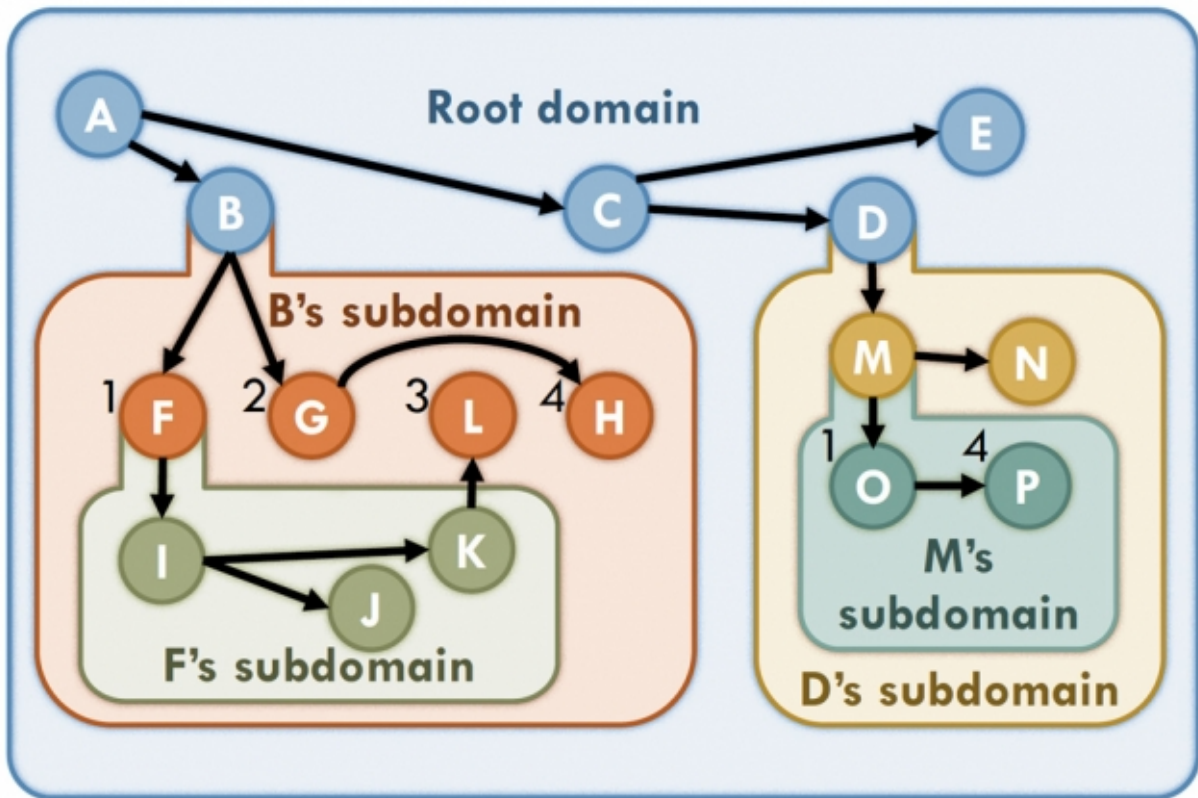 A
Root domain
E
B
C
D
B's subdomain
1
F
2
G
3
L
4
H
M
N
I
K
J
F's subdomain
1
O
4
P
M's
subdomain
D's subdomain